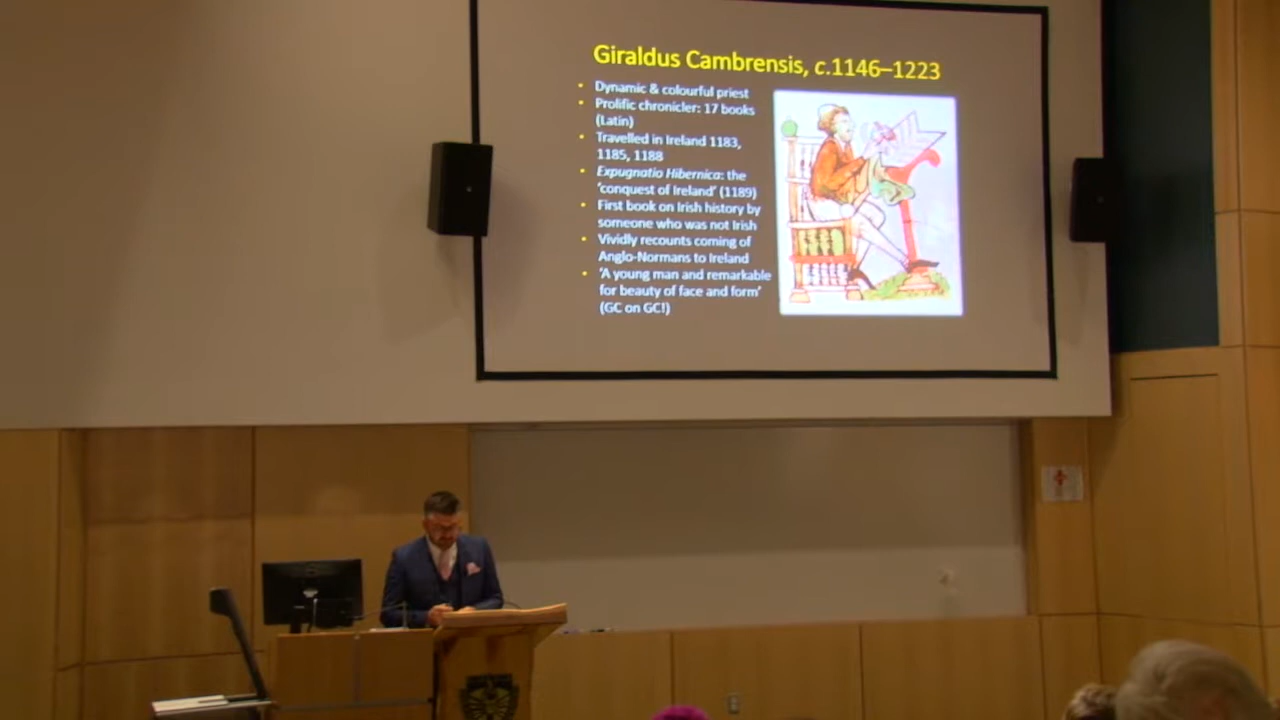 Giraldus Cambrensis, c.1146–1223
• Dynamic & colourful priest
• Prolific chronicler: 17 books
(Latin)
• Travelled in Ireland 1183,
1185, 1188
• Expugnatio Hibernica: the
‘conquest of Ireland’ (1189)
• First book on Irish history by
someone who was not Irish
• Vividly recounts coming of
Anglo-Normans to Ireland
• ‘A young man and remarkable
for beauty of face and form’
(GC on GC!)